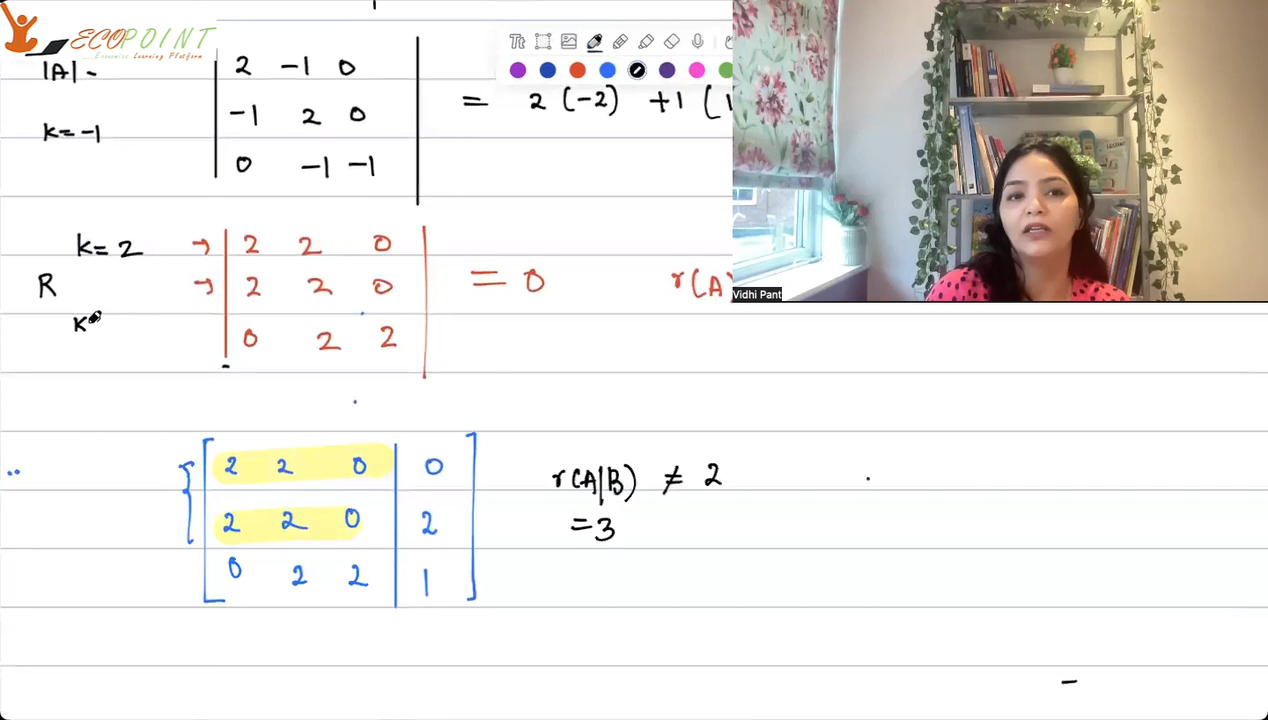 ECOPOINT
Economics Learning Platform
|A| -
2 -1 0
-1 2 0
0 -1 -1
= 2 (-2) +1 (1
K = -1
K = 2
→ 2 2 0
→ 2 2 0
0 2 2
= 0
r(A)
R
K
Vidhi Pant
2 2 0 0
2 2 0 2
0 2 2 1
r(A|B) ≠ 2
= 3